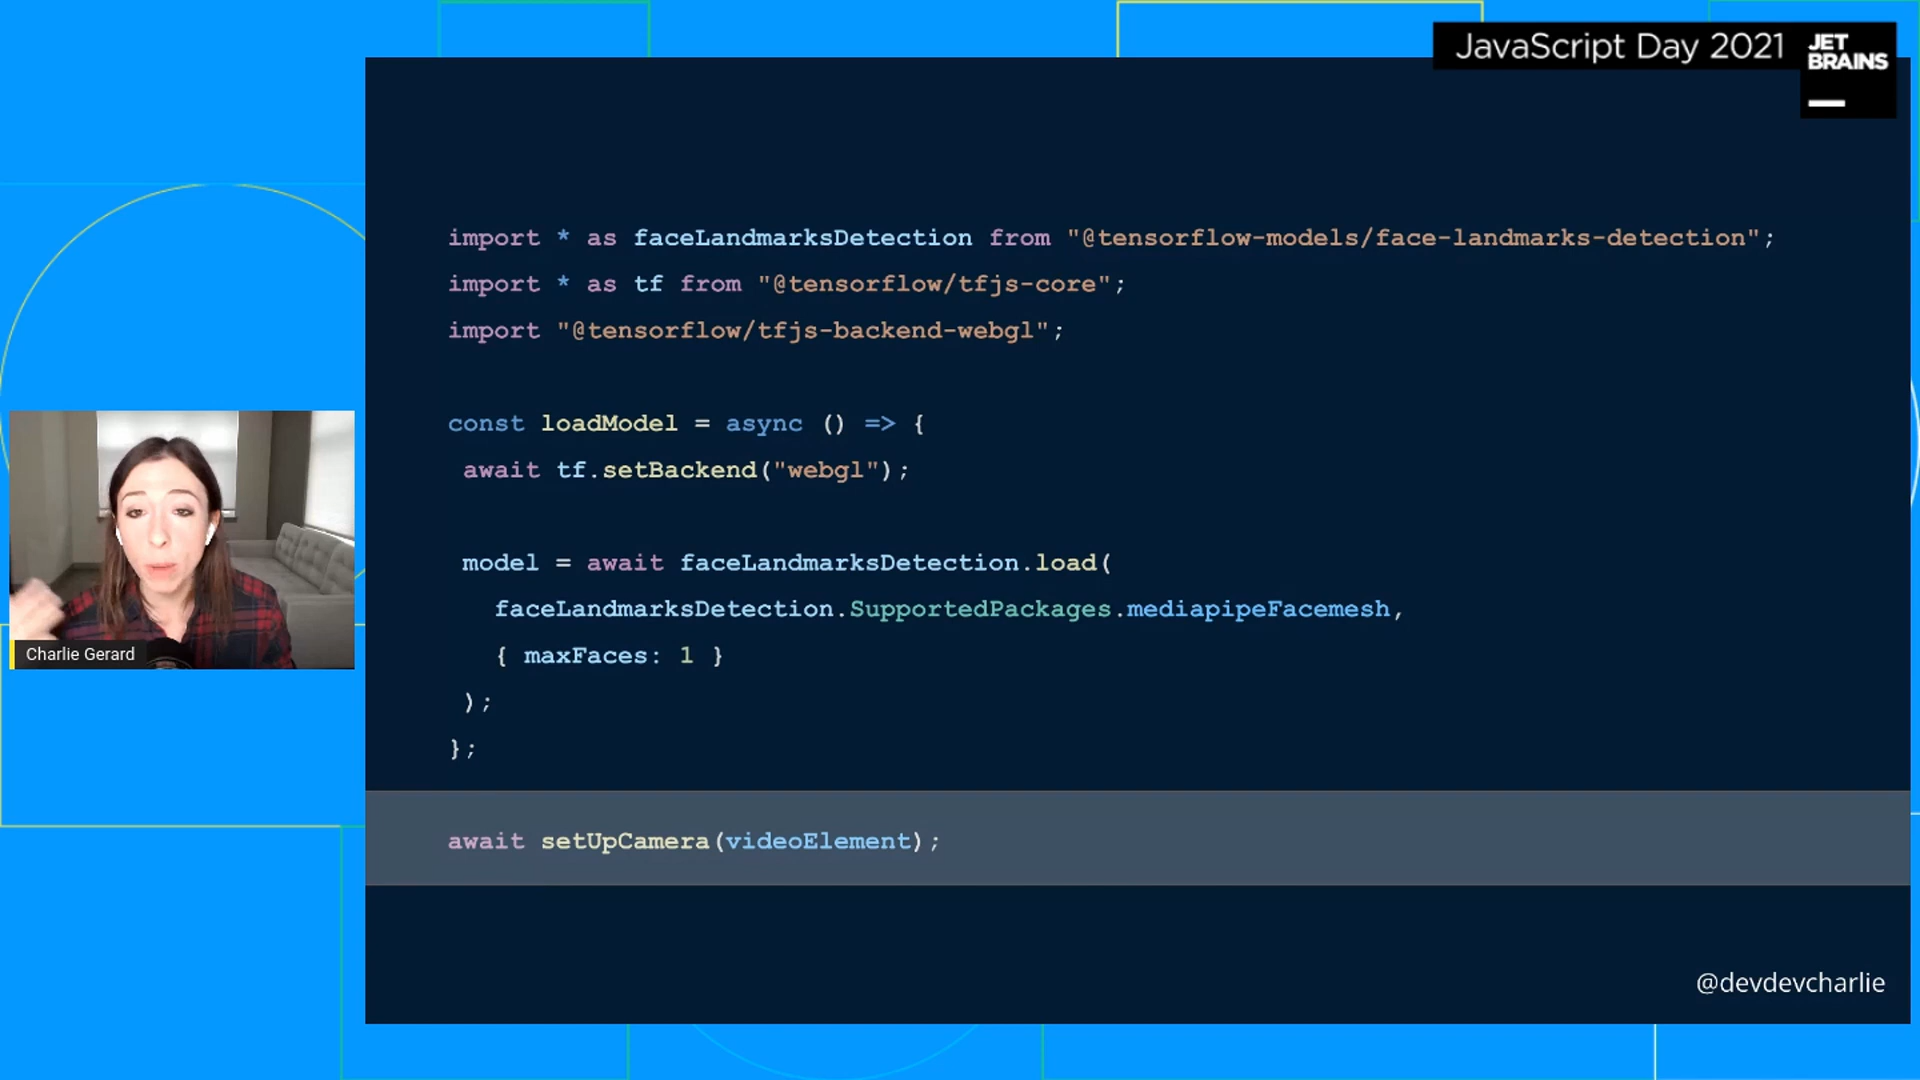 JavaScript Day 2021
JET
BRAINS
import * as faceLandmarksDetection from "@tensorflow-models/face-landmarks-detection";
import * as tf from "@tensorflow/tfjs-core";
import "@tensorflow/tfjs-backend-webgl";
const loadModel = async () => {
await tf.setBackend("webgl");
model = await faceLandmarksDetection.load(
faceLandmarksDetection.SupportedPackages.mediapipeFacemesh,
{ maxFaces: 1 }
);
};
await setUpCamera(videoElement);
Charlie Gerard
@devdevcharlie